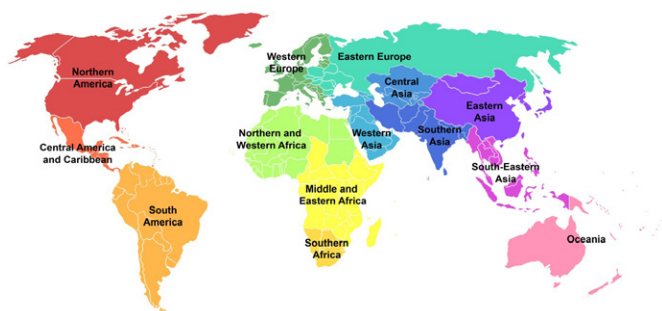 Northern
America
Central America
and Caribbean
South
America
Western
Europe
Eastern Europe
Central
Asia
Eastern
Asia
Northern and
Western Africa
Western
Asia
Southern
Asia
South-Eastern
Asia
Middle and
Eastern Africa
Southern
Africa
Oceania